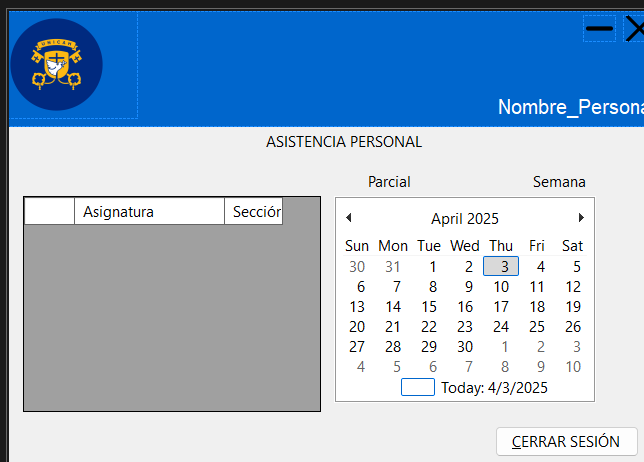 UNICAH
Nombre_Persona
ASISTENCIA PERSONAL
Parcial Semana
Asignatura Secciór
April 2025
Sun Mon Tue Wed Thu Fri Sat
30 31 1 2 3 4 5
6 7 8 9 10 11 12
13 14 15 16 17 18 19
20 21 22 23 24 25 26
27 28 29 30 1 2 3
4 5 6 7 8 9 10
Today: 4/3/2025
CERRAR SESIÓN